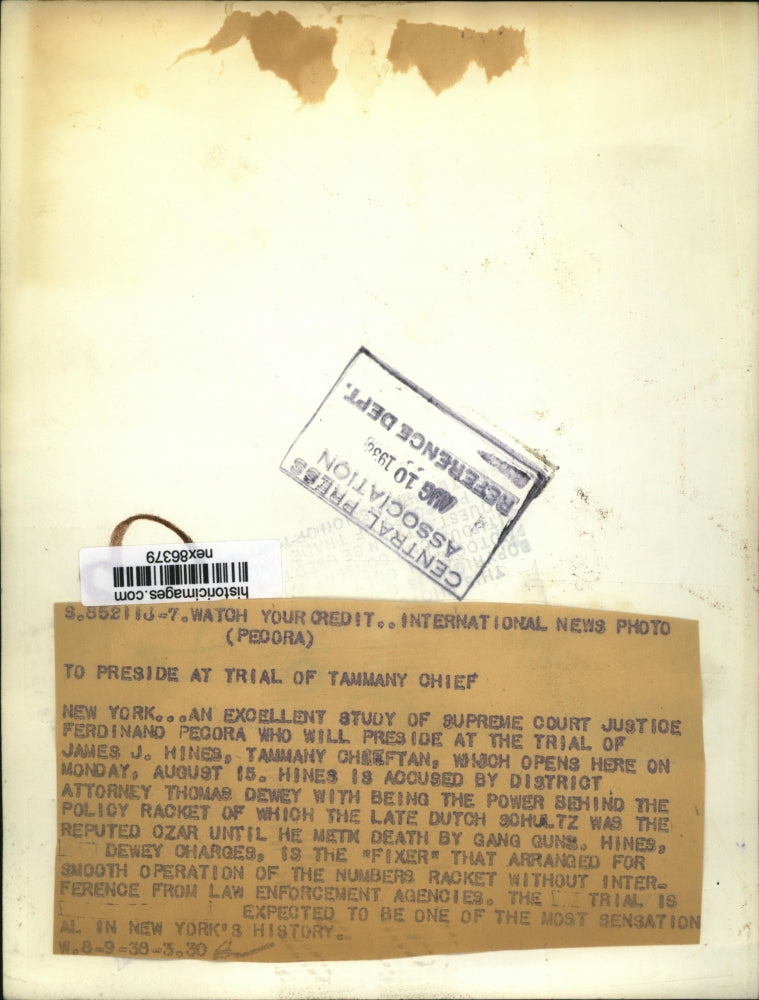 CENTRAL PRESS
ASSOCIATION
AUG 10 1938
REFERENCE DEPT.
historicimages.com
nex86379
S.852118-7.WATCH YOUR CREDIT..INTERNATIONAL NEWS PHOTO
(PECORA)
TO PRESIDE AT TRIAL OF TAMMANY CHIEF
NEW YORK...AN EXCELLENT STUDY OF SUPREME COURT JUSTICE
FERDINAND PECORA WHO WILL PRESIDE AT THE TRIAL OF
JAMES J. HINES, TAMMANY CHEEFTAN, WHICH OPENS HERE ON
MONDAY, AUGUST 15. HINES IS ACCUSED BY DISTRICT
ATTORNEY THOMAS DEWEY WITH BEING THE POWER BEHIND THE
POLICY RACKET OF WHICH THE LATE DUTCH SCHULTZ WAS THE
REPUTED CZAR UNTIL HE METH DEATH BY GANG GUNS. HINES,
DEWEY CHARGES, IS THE "FIXER" THAT ARRANGED FOR
SMOOTH OPERATION OF THE NUMBERS RACKET WITHOUT INTER-
FERENCE FROM LAW ENFORCEMENT AGENCIES. THE TRIAL IS
EXPECTED TO BE ONE OF THE MOST SENSATION
AL IN NEW YORK'S HISTORY.
W.8-9-38-3.30